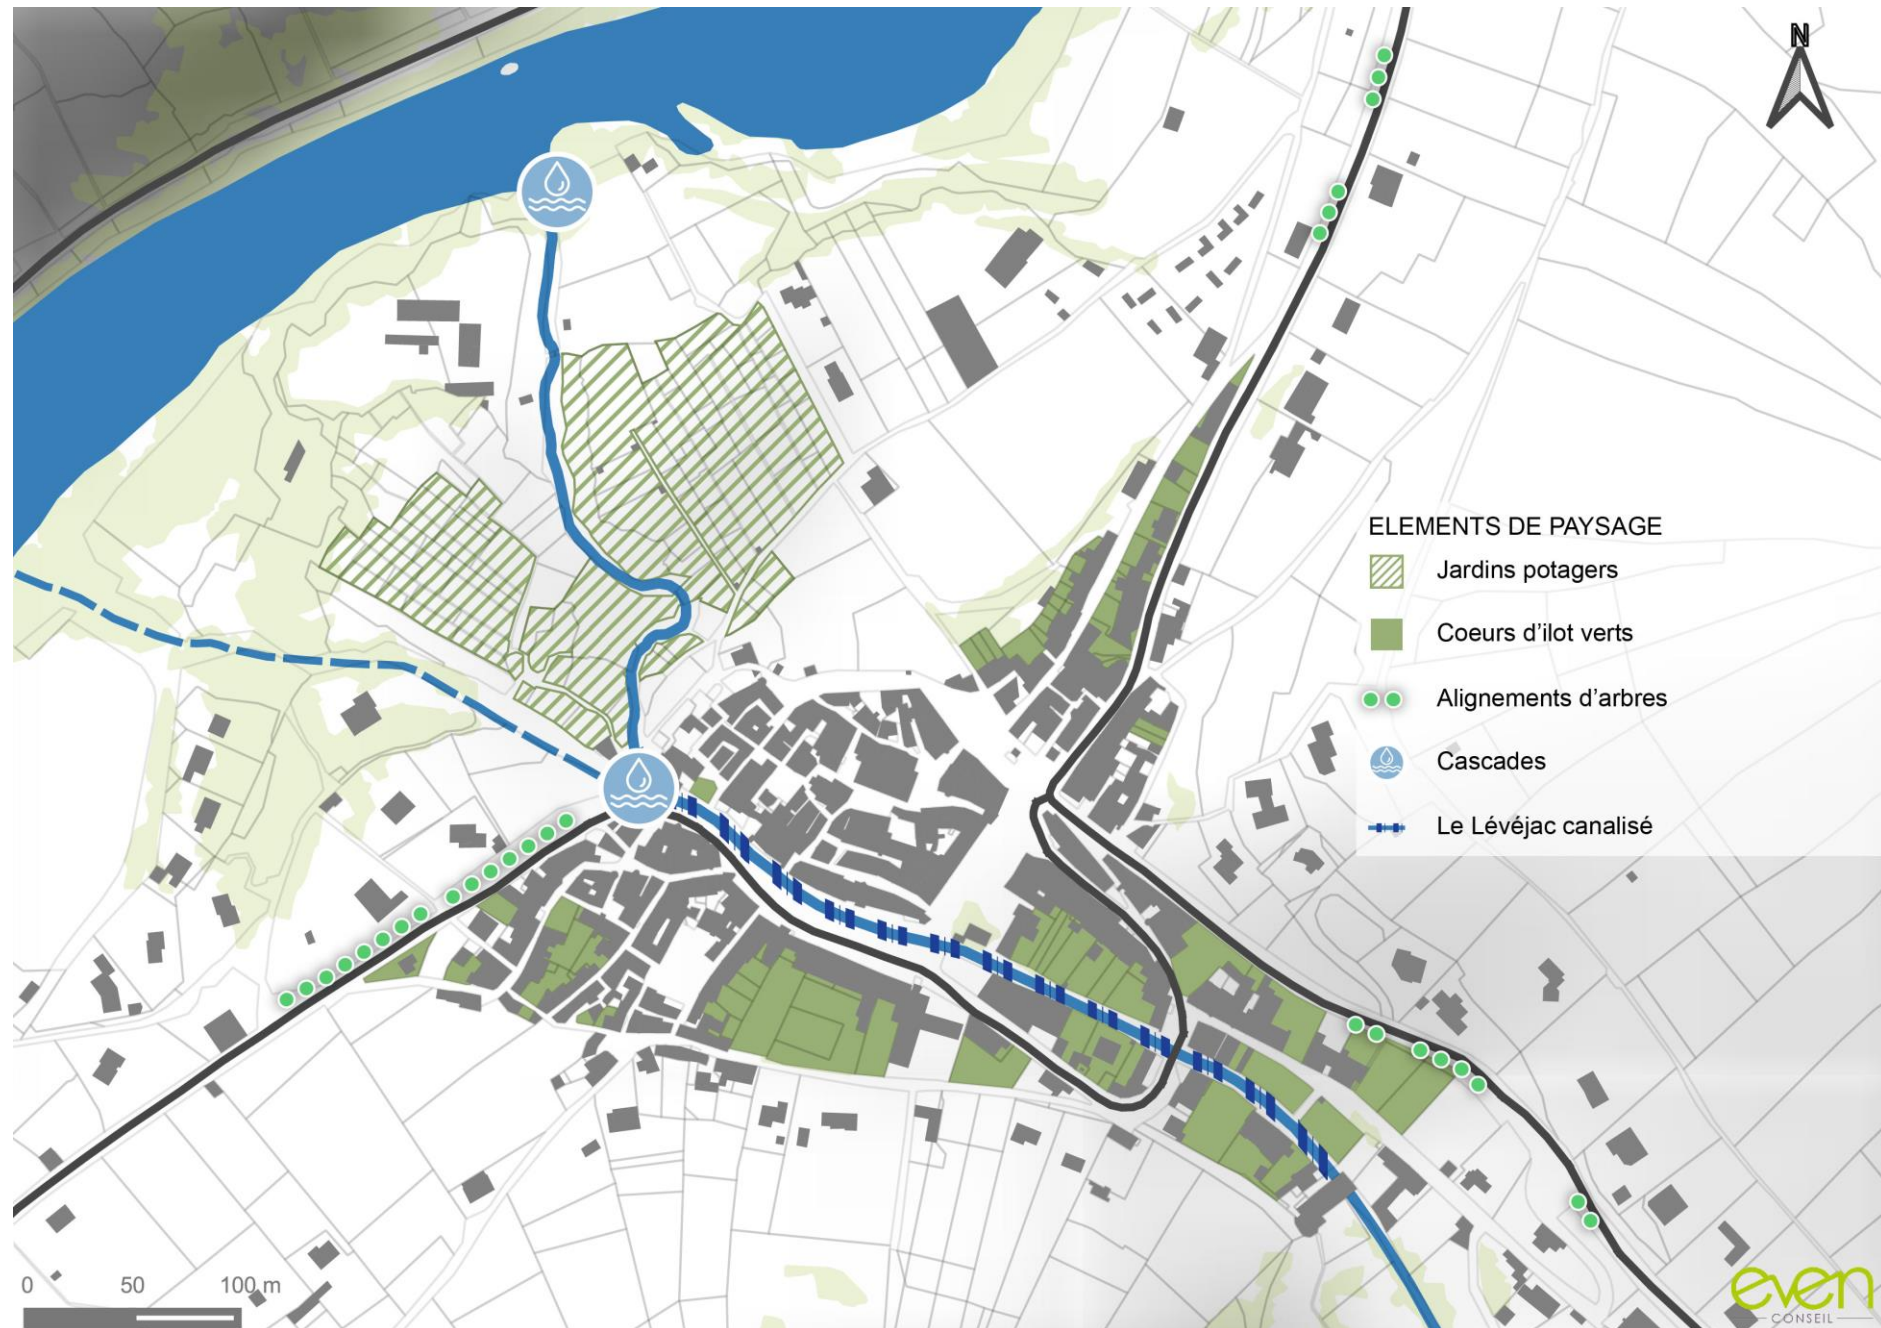 N
ELEMENTS DE PAYSAGE
Jardins potagers
Coeurs d'ilot verts
Alignements d'arbres
Cascades
Le Lévéjac canalisé
0 50 100 m
even
CONSEIL